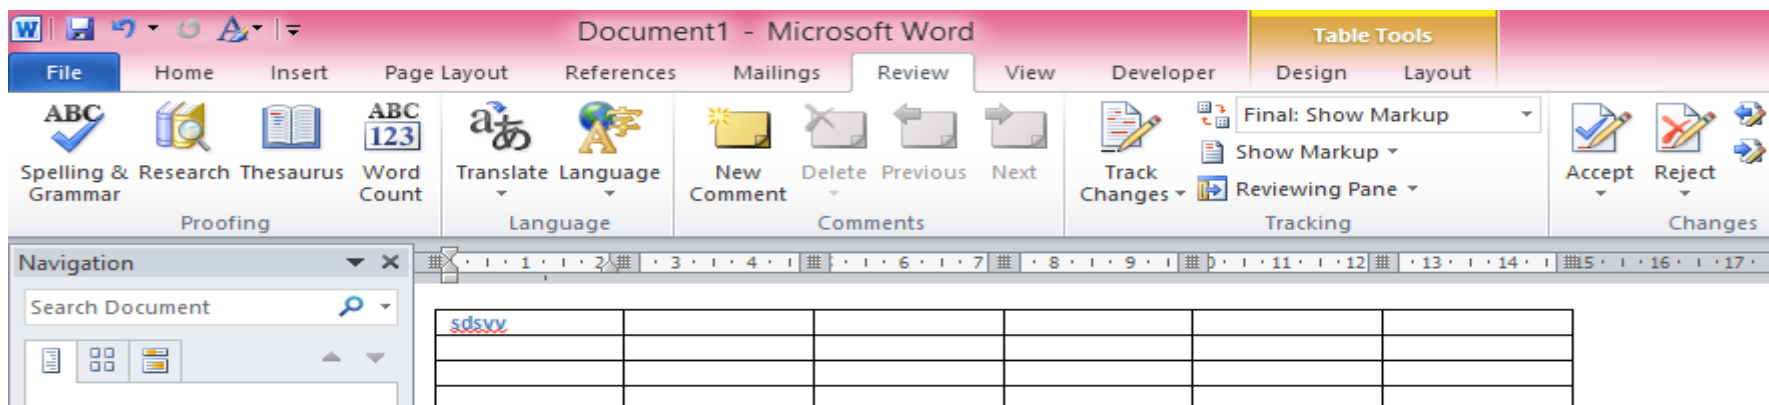 Document1 - Microsoft Word
Table Tools
File Home Insert Page Layout References Mailings Review View Developer Design Layout
ABC ABC 123 aあ
Final: Show Markup
Show Markup
Reviewing Pane
Spelling & Grammar Research Thesaurus Word Count Translate Language New Comment Delete Previous Next Track Changes Accept Reject
Proofing Language Comments Tracking Changes
Navigation
1 2 3 4 6 7 8 9 11 12 13 14 15 16 17
Search Document
sdsvv